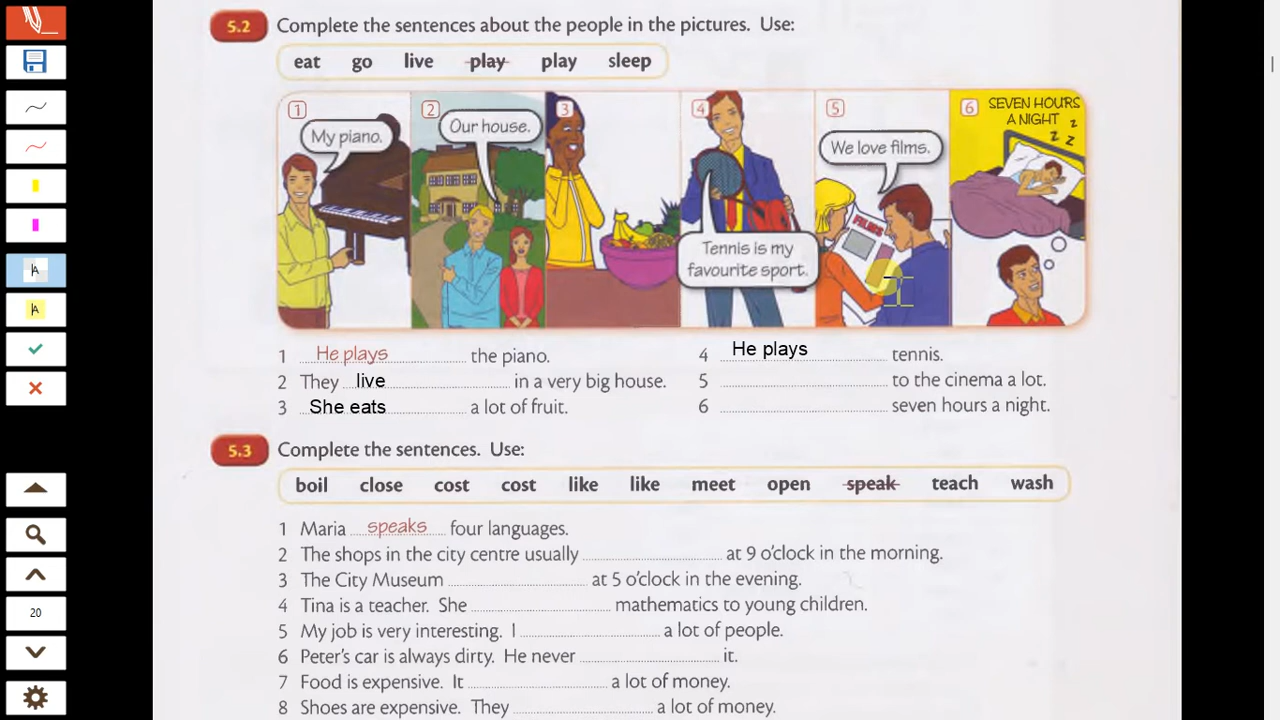 5.2 Complete the sentences about the people in the pictures. Use:
eat go live play play sleep
1 My piano.
2 Our house.
3
4 Tennis is my
favourite sport.
5 We love films.
FILMS
6 SEVEN HOURS
A NIGHT
z
z z
1 He plays the piano.
2 They live in a very big house.
3 She eats a lot of fruit.
4 He plays tennis.
5 to the cinema a lot.
6 seven hours a night.
5.3 Complete the sentences. Use:
boil close cost cost like like meet open speak teach wash
1 Maria speaks four languages.
2 The shops in the city centre usually at 9 o'clock in the morning.
3 The City Museum at 5 o'clock in the evening.
4 Tina is a teacher. She mathematics to young children.
5 My job is very interesting. I a lot of people.
6 Peter's car is always dirty. He never it.
7 Food is expensive. It a lot of money.
8 Shoes are expensive. They a lot of money.
A
A
20